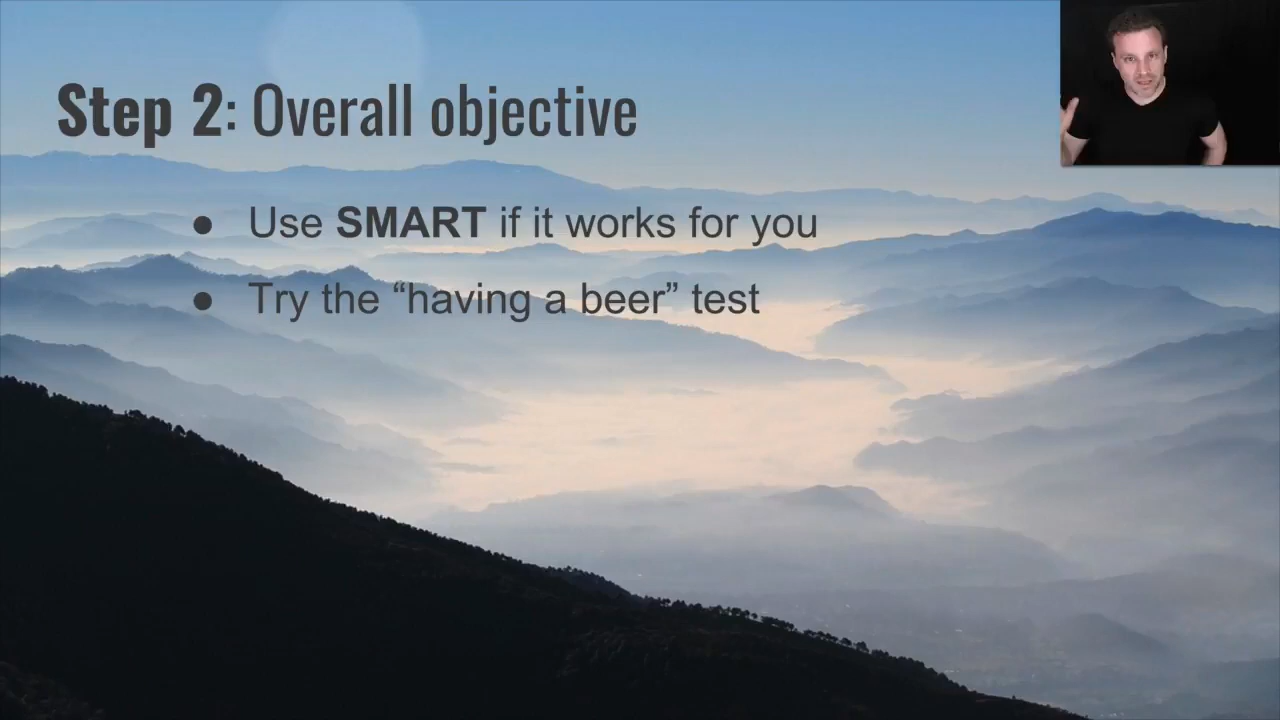 Step 2: Overall objective
● Use SMART if it works for you
● Try the “having a beer” test